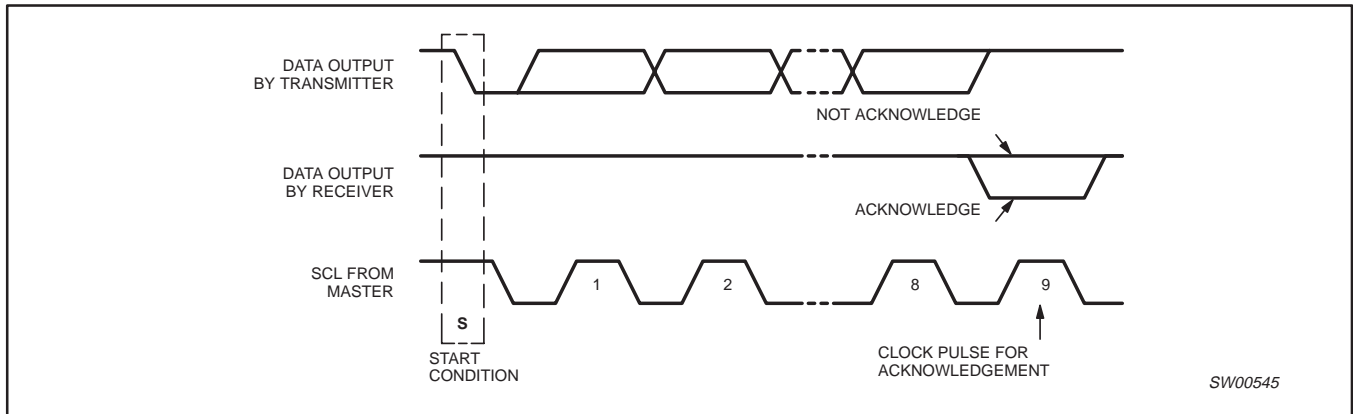 DATA OUTPUT
BY TRANSMITTER
NOT ACKNOWLEDGE
DATA OUTPUT
BY RECEIVER
ACKNOWLEDGE
SCL FROM
MASTER
1
2
8
9
S
START
CONDITION
CLOCK PULSE FOR
ACKNOWLEDGEMENT
SW00545